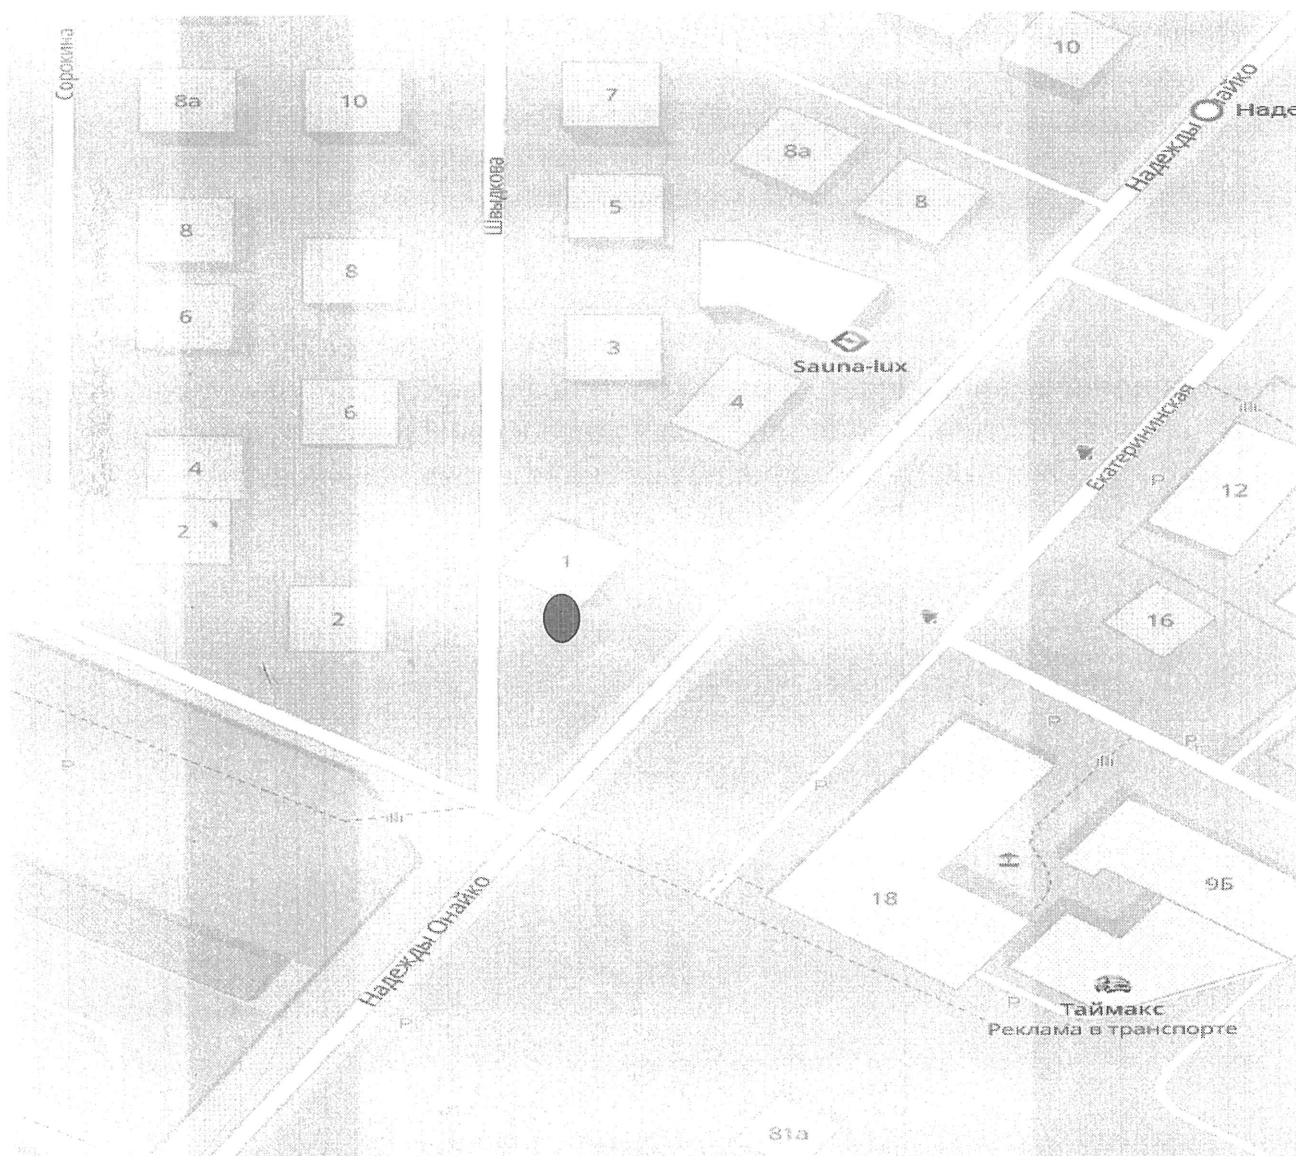 Сорокина
10
8а
10
7
Надежды Онайко
Наде
8а
Швыдкова
5
8
8
8
6
3
Sauna-lux
6
4
Екатерининская
4
P
12
2
1
2
16
P
P
P
P
18
9Б
Надежды Онайко
P
P
Таймакс
Реклама в транспорте
81а